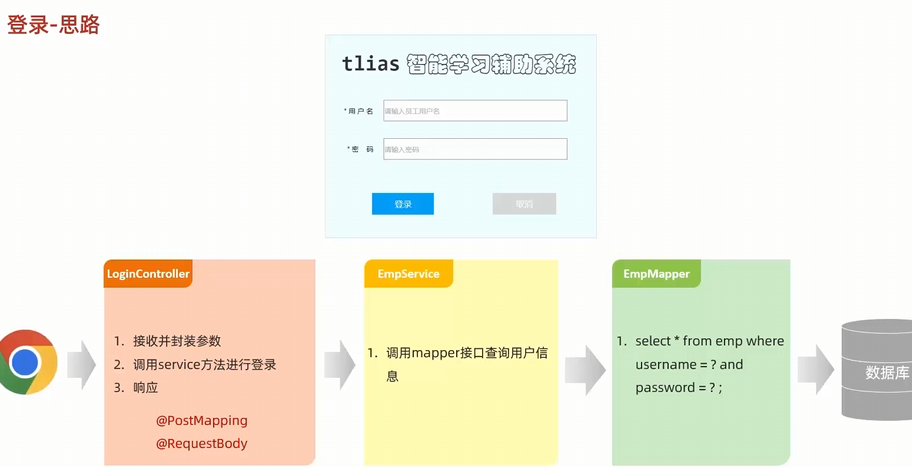 登录-思路
tlias 智能学习辅助系统
*用户名
请输入员工用户名
*密 码
请输入密码
登录
取消
LoginController
1. 接收并封装参数
2. 调用service方法进行登录
3. 响应
@PostMapping
@RequestBody
EmpService
1. 调用mapper接口查询用户信
息
EmpMapper
1. select * from emp where
username = ? and
password = ? ;
数据库